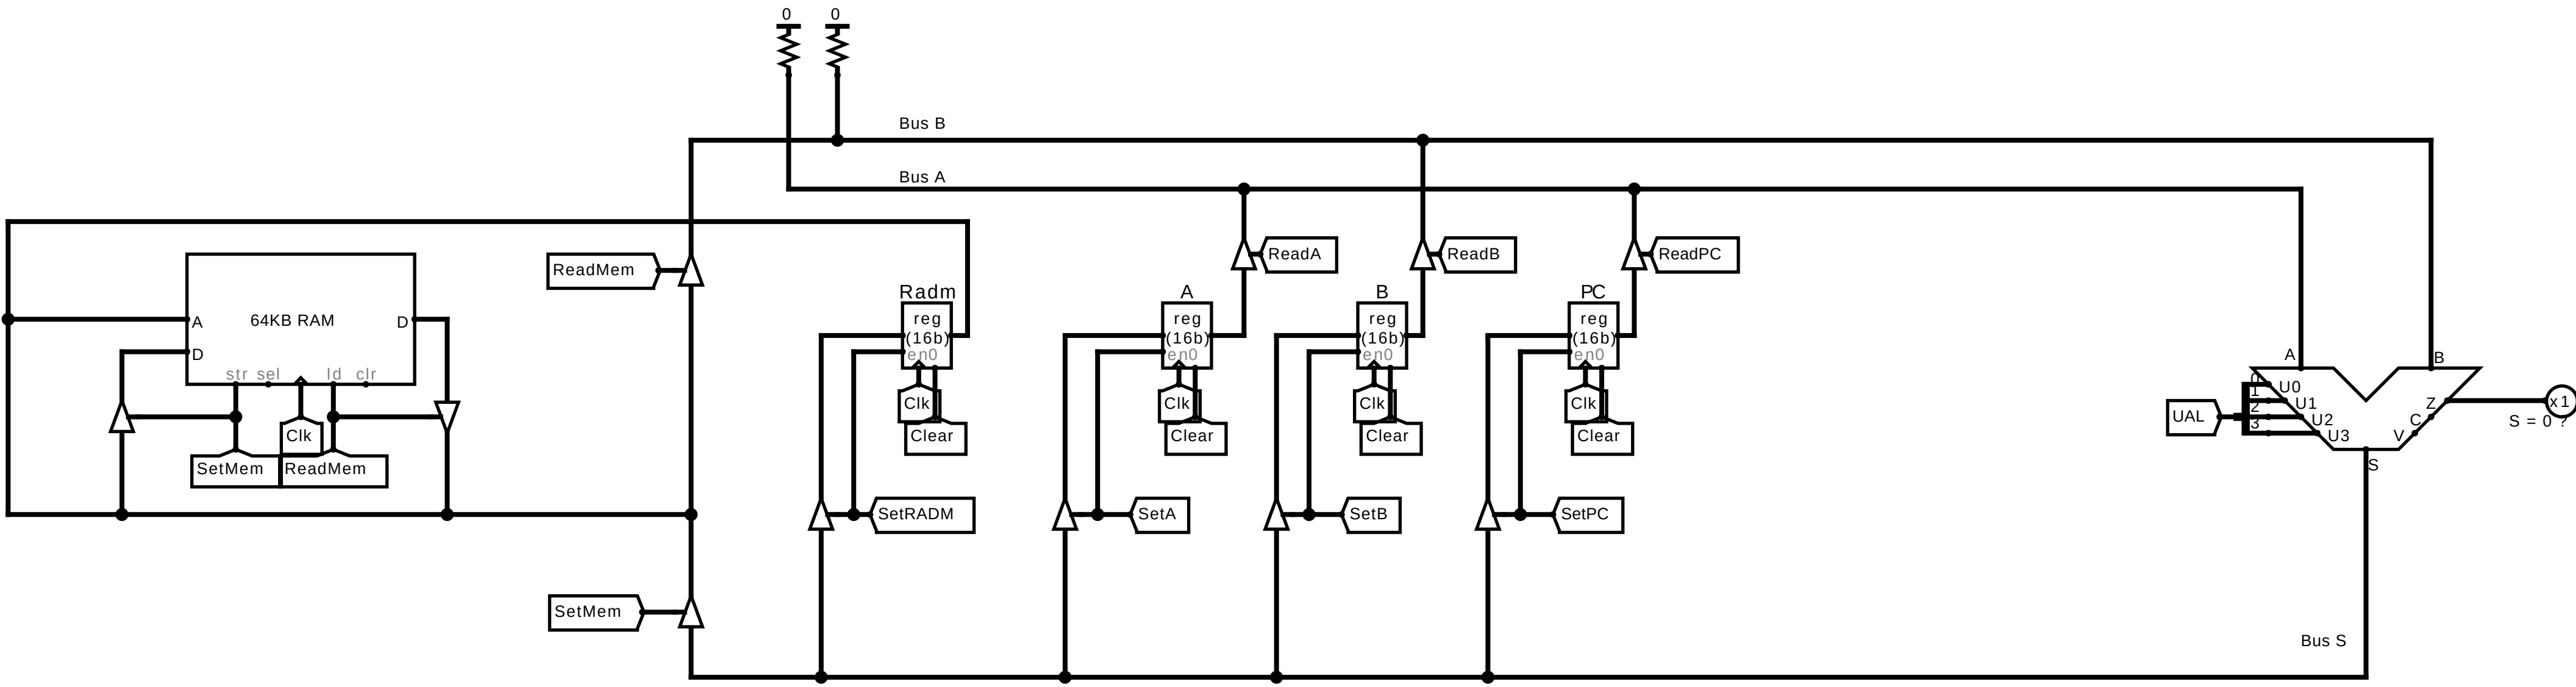 0 0
Bus B
Bus A
ReadMem
ReadA
ReadB
ReadPC
Radm
A
B
PC
reg
(16b)
en0
reg
(16b)
en0
reg
(16b)
en0
reg
(16b)
en0
Clk
Clear
Clk
Clear
Clk
Clear
Clk
Clear
A
64KB RAM
D
D
str sel ld clr
Clk
SetMem
ReadMem
SetRADM
SetA
SetB
SetPC
SetMem
A
B
UAL
0
1
2
3
U0
U1
U2
U3
Z
C
V
S
x1
S = 0 ?
Bus S